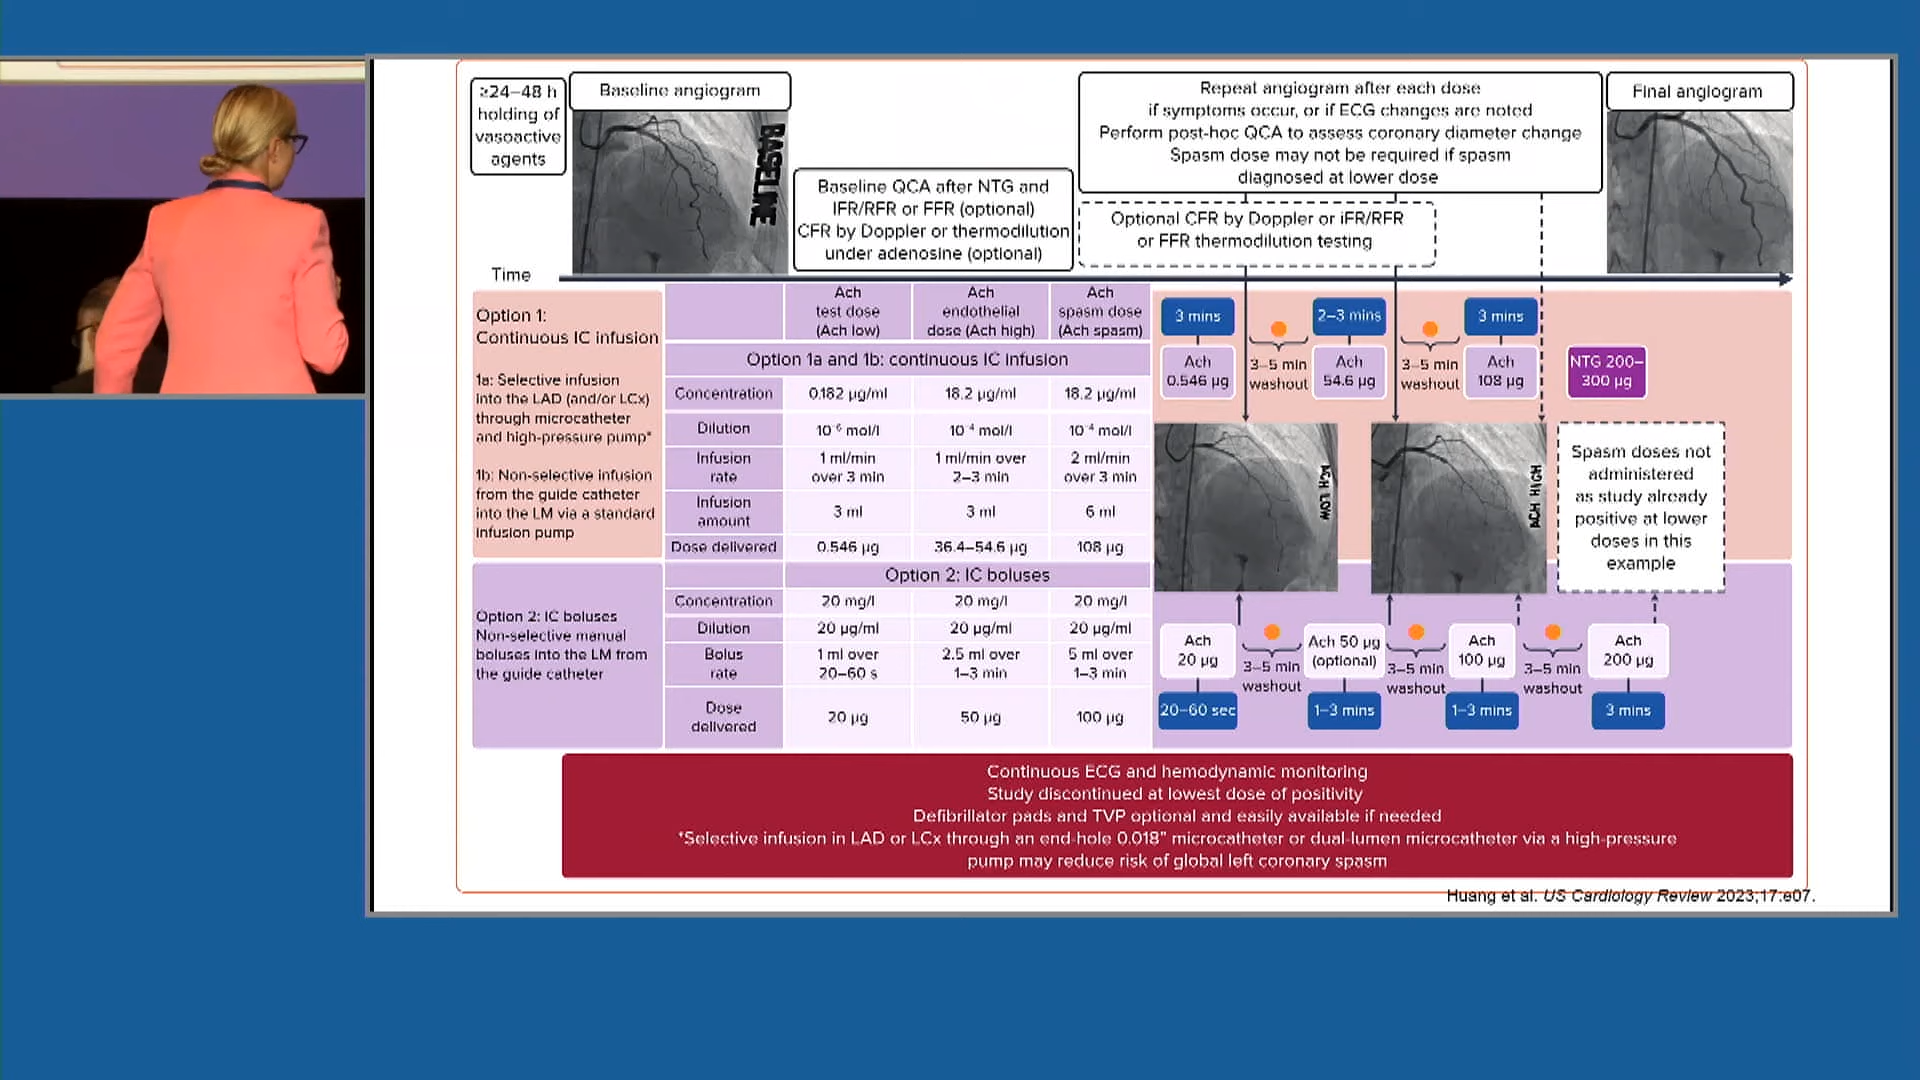 ≥24–48 h
holding of
vasoactive
agents
Baseline angiogram
BASELINE
Baseline QCA after NTG and
IFR/RFR or FFR (optional)
CFR by Doppler or thermodilution
under adenosine (optional)
Repeat angiogram after each dose
if symptoms occur, or if ECG changes are noted
Perform post-hoc QCA to assess coronary diameter change
Spasm dose may not be required if spasm
diagnosed at lower dose
Optional CFR by Doppler or iFR/RFR
or FFR thermodilution testing
Final angiogram
Time
Option 1:
Continuous IC infusion
1a: Selective infusion
into the LAD (and/or LCx)
through microcatheter
and high-pressure pump*
1b: Non-selective infusion
from the guide catheter
into the LM via a standard
infusion pump
Ach
test dose
(Ach low)
Ach
endothelial
dose (Ach high)
Ach
spasm dose
(Ach spasm)
Option 1a and 1b: continuous IC infusion
Concentration 0.182 µg/ml 18.2 µg/ml 18.2 µg/ml
Dilution 10⁻⁶ mol/l 10⁻⁴ mol/l 10⁻⁴ mol/l
Infusion
rate
1 ml/min
over 3 min
1 ml/min over
2–3 min
2 ml/min
over 3 min
Infusion
amount
3 ml 3 ml 6 ml
Dose delivered 0.546 µg 36.4–54.6 µg 108 µg
3 mins
Ach
0.546 µg
3–5 min
washout
2–3 mins
Ach
54.6 µg
3–5 min
washout
3 mins
Ach
108 µg
NTG 200–
300 µg
ACH LOW
ACH HIGH
Spasm doses not
administered
as study already
positive at lower
doses in this
example
Option 2: IC boluses
Non-selective manual
boluses into the LM from
the guide catheter
Option 2: IC boluses
Concentration 20 mg/l 20 mg/l 20 mg/l
Dilution 20 µg/ml 20 µg/ml 20 µg/ml
Bolus
rate
1 ml over
20–60 s
2.5 ml over
1–3 min
5 ml over
1–3 min
Dose
delivered
20 µg 50 µg 100 µg
Ach
20 µg
20–60 sec
3–5 min
washout
Ach 50 µg
(optional)
1–3 mins
3–5 min
washout
Ach
100 µg
1–3 mins
3–5 min
washout
Ach
200 µg
3 mins
Continuous ECG and hemodynamic monitoring
Study discontinued at lowest dose of positivity
Defibrillator pads and TVP optional and easily available if needed
*Selective infusion in LAD or LCx through an end-hole 0.018" microcatheter or dual-lumen microcatheter via a high-pressure
pump may reduce risk of global left coronary spasm
Huang et al. US Cardiology Review 2023;17:e07.